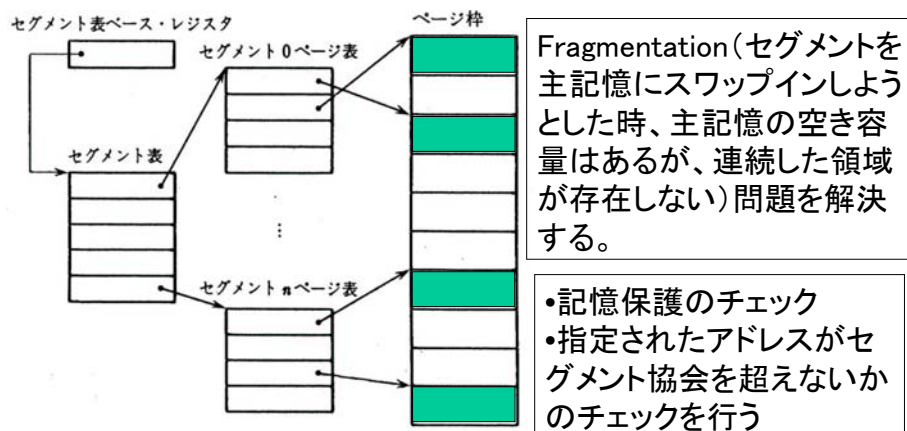 セグメント表ベース・レジスタ
セグメント0ページ表
ページ枠
セグメント表
⋮
セグメントnページ表
Fragmentation(セグメントを
主記憶にスワップインしよう
とした時、主記憶の空き容
量はあるが、連続した領域
が存在しない)問題を解決
する。
•記憶保護のチェック
•指定されたアドレスがセ
グメント協会を超えないか
のチェックを行う